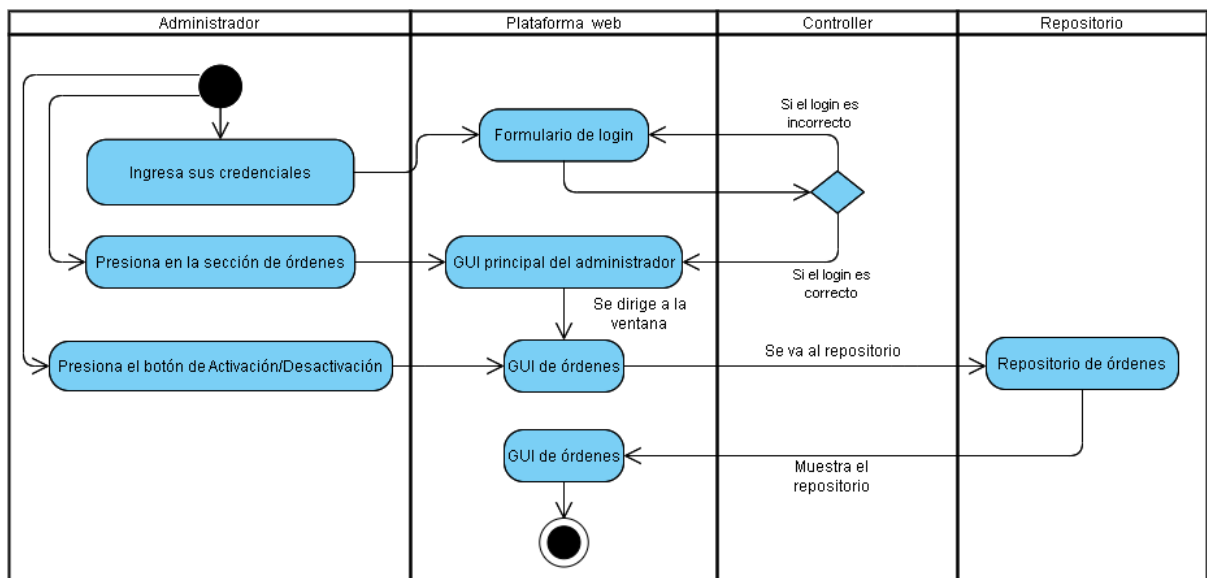 Administrador
Plataforma web
Controller
Repositorio
Si el login es
incorrecto
Formulario de login
Ingresa sus credenciales
Presiona en la sección de órdenes
GUI principal del administrador
Si el login es
correcto
Se dirige a la
ventana
Presiona el botón de Activación/Desactivación
GUI de órdenes
Se va al repositorio
Repositorio de órdenes
GUI de órdenes
Muestra el
repositorio